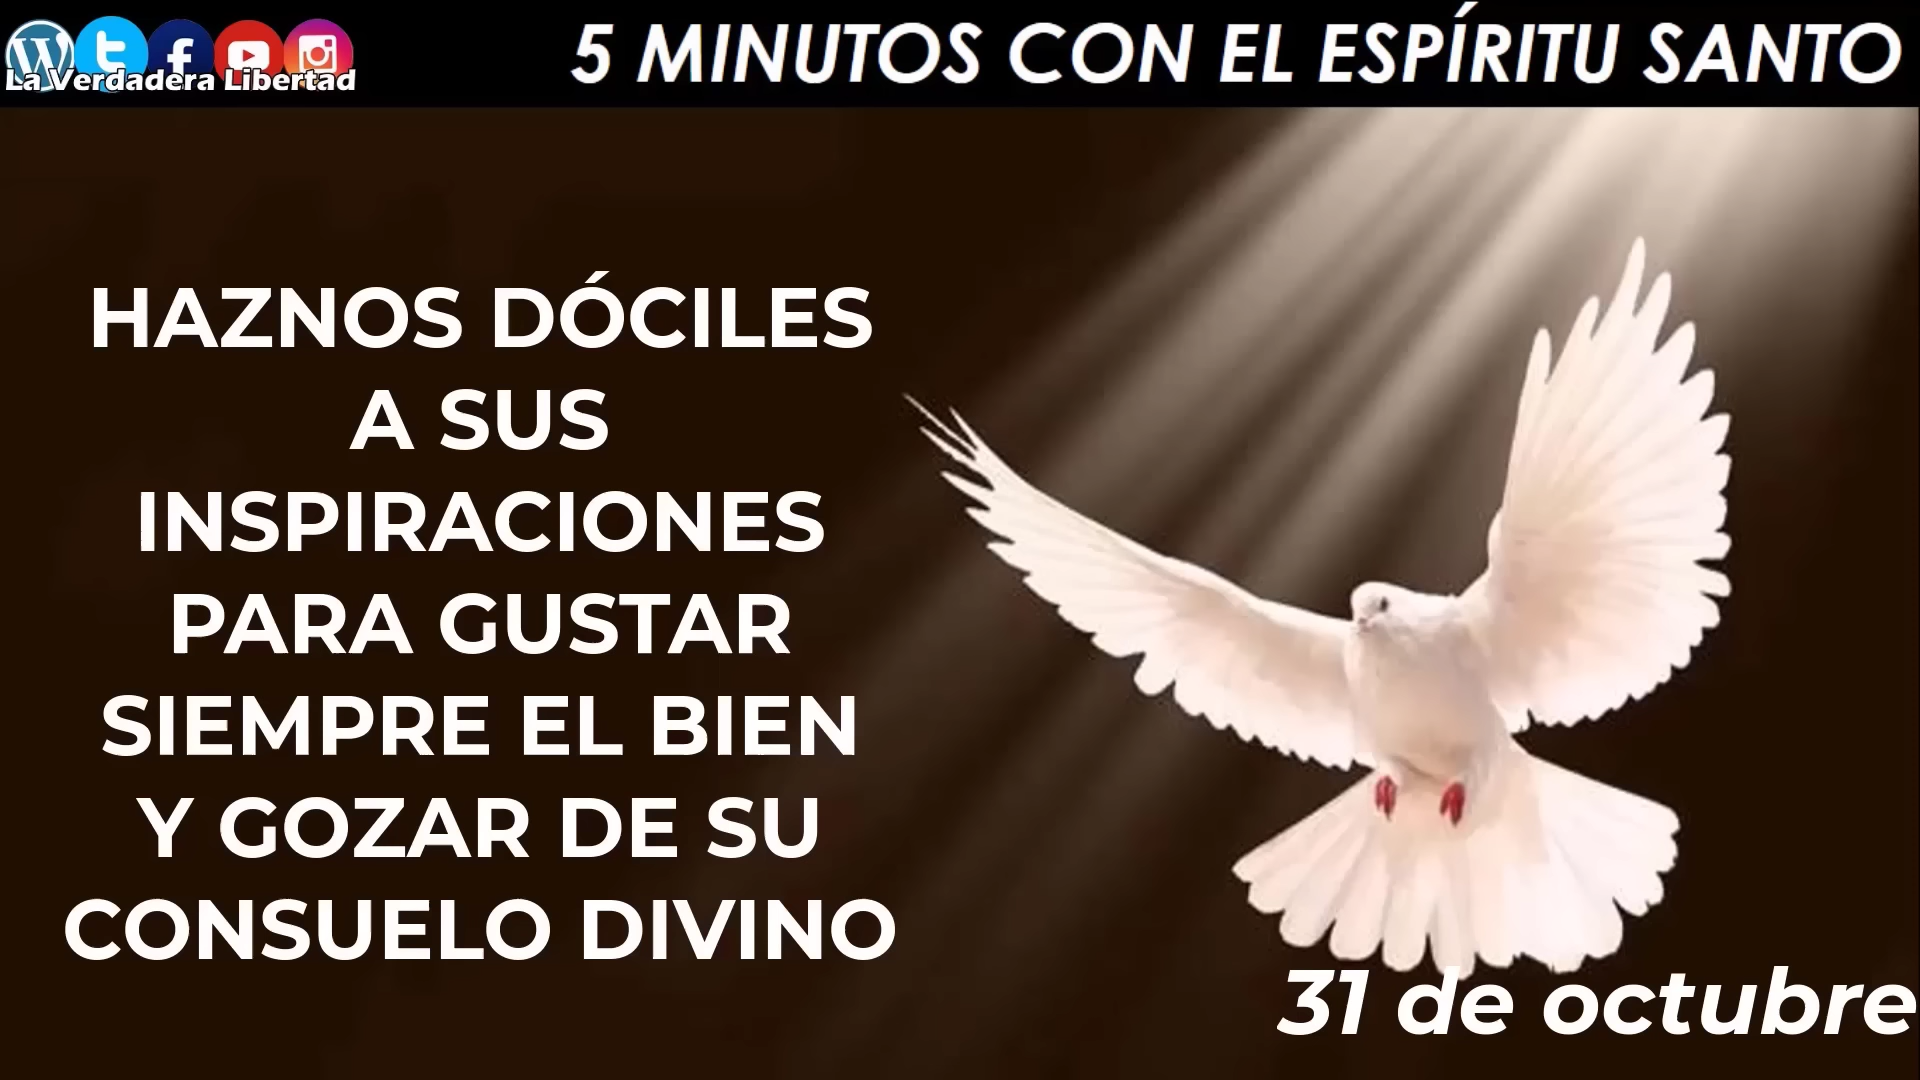 La Verdadera Libertad
5 MINUTOS CON EL ESPÍRITU SANTO
HAZNOS DÓCILES
A SUS
INSPIRACIONES
PARA GUSTAR
SIEMPRE EL BIEN
Y GOZAR DE SU
CONSUELO DIVINO
31 de octubre